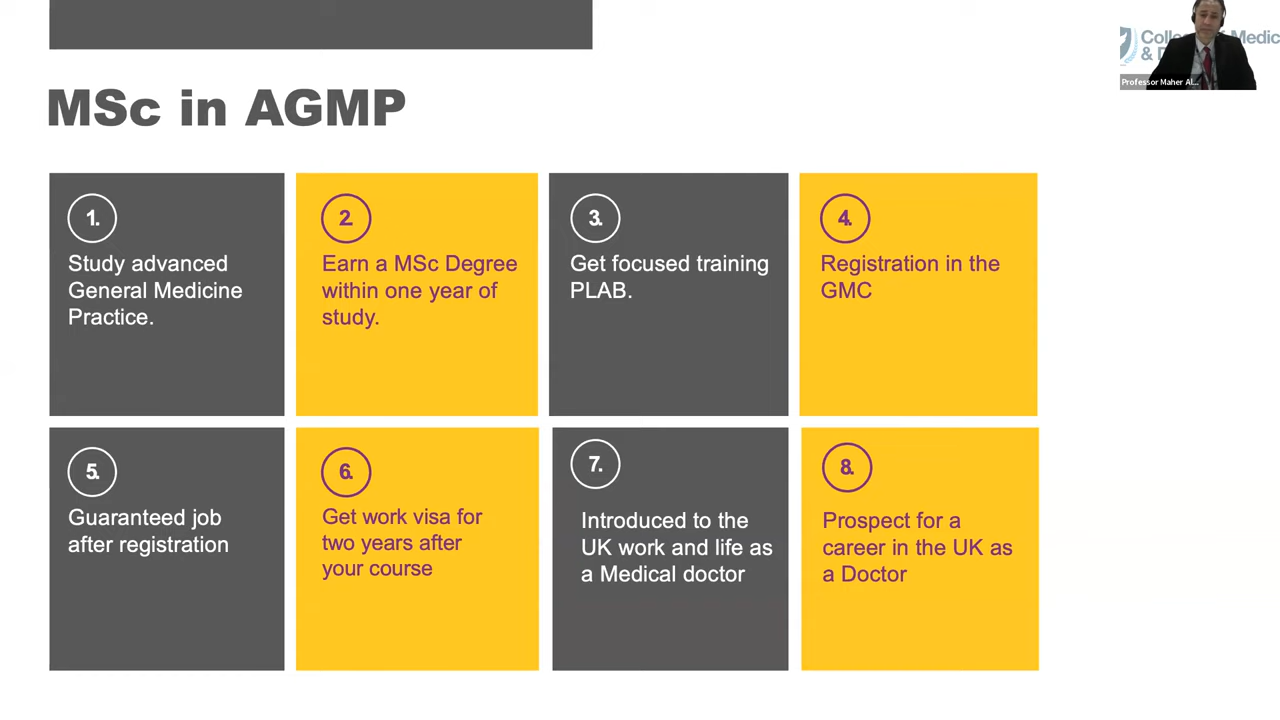 MSc in AGMP
1.
Study advanced
General Medicine
Practice.
2.
Earn a MSc Degree
within one year of
study.
3.
Get focused training
PLAB.
4.
Registration in the
GMC
5.
Guaranteed job
after registration
6.
Get work visa for
two years after
your course
7.
Introduced to the
UK work and life as
a Medical doctor
8.
Prospect for a
career in the UK as
a Doctor
Medic
&
Professor Maher Al...